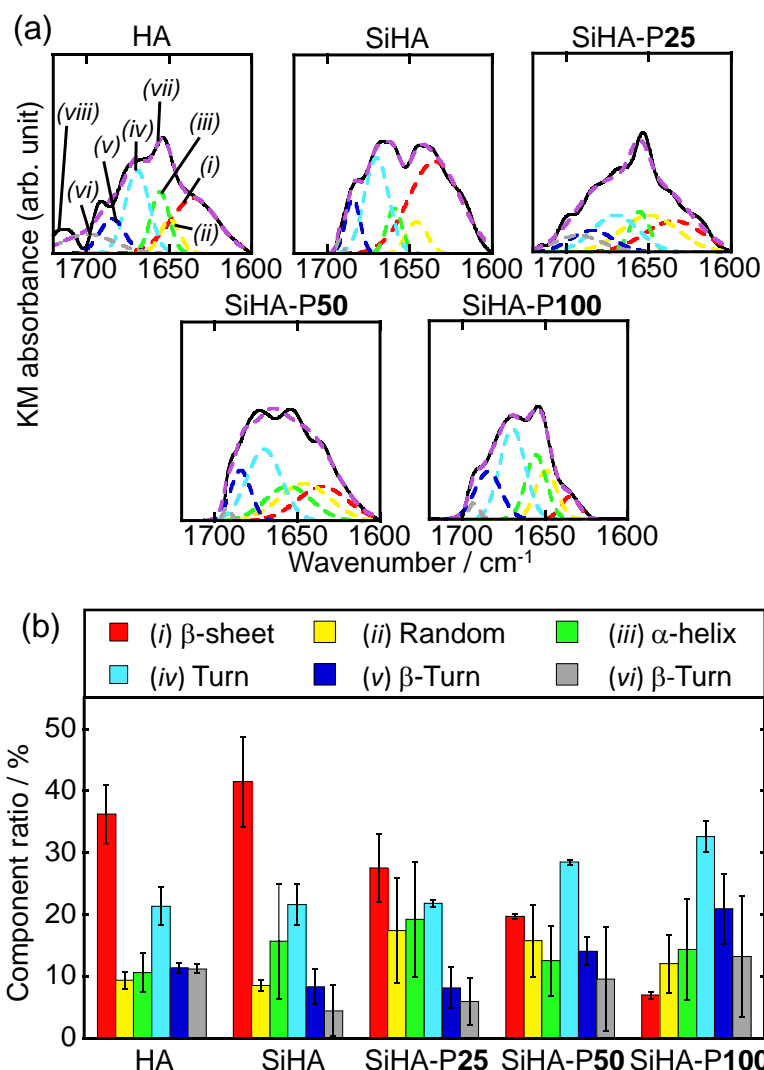 (a)
HA SiHA SiHA-P25
KM absorbance (arb. unit)
(viii) (vii) (iv) (iii) (v) (i) (vi) (ii)
1700 1650 1600 1700 1650 1600 1700 1650 1600
SiHA-P50 SiHA-P100
1700 1650 1600 1700 1650 1600
Wavenumber / cm-1
(b)
(i) β-sheet (ii) Random (iii) α-helix
(iv) Turn (v) β-Turn (vi) β-Turn
Component ratio / %
50
40
30
20
10
0
HA SiHA SiHA-P25 SiHA-P50 SiHA-P100